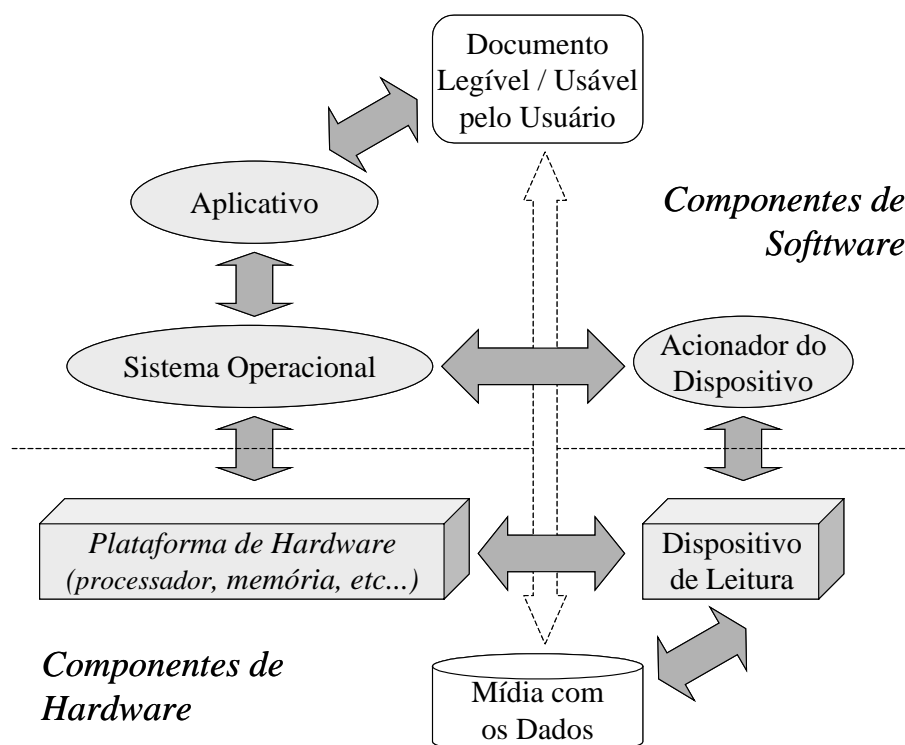 Documento
Legível / Usável
pelo Usuário
Aplicativo
Componentes de
Softtware
Sistema Operacional
Acionador do
Dispositivo
Plataforma de Hardware
(processador, memória, etc...)
Dispositivo
de Leitura
Componentes de
Hardware
Mídia com
os Dados